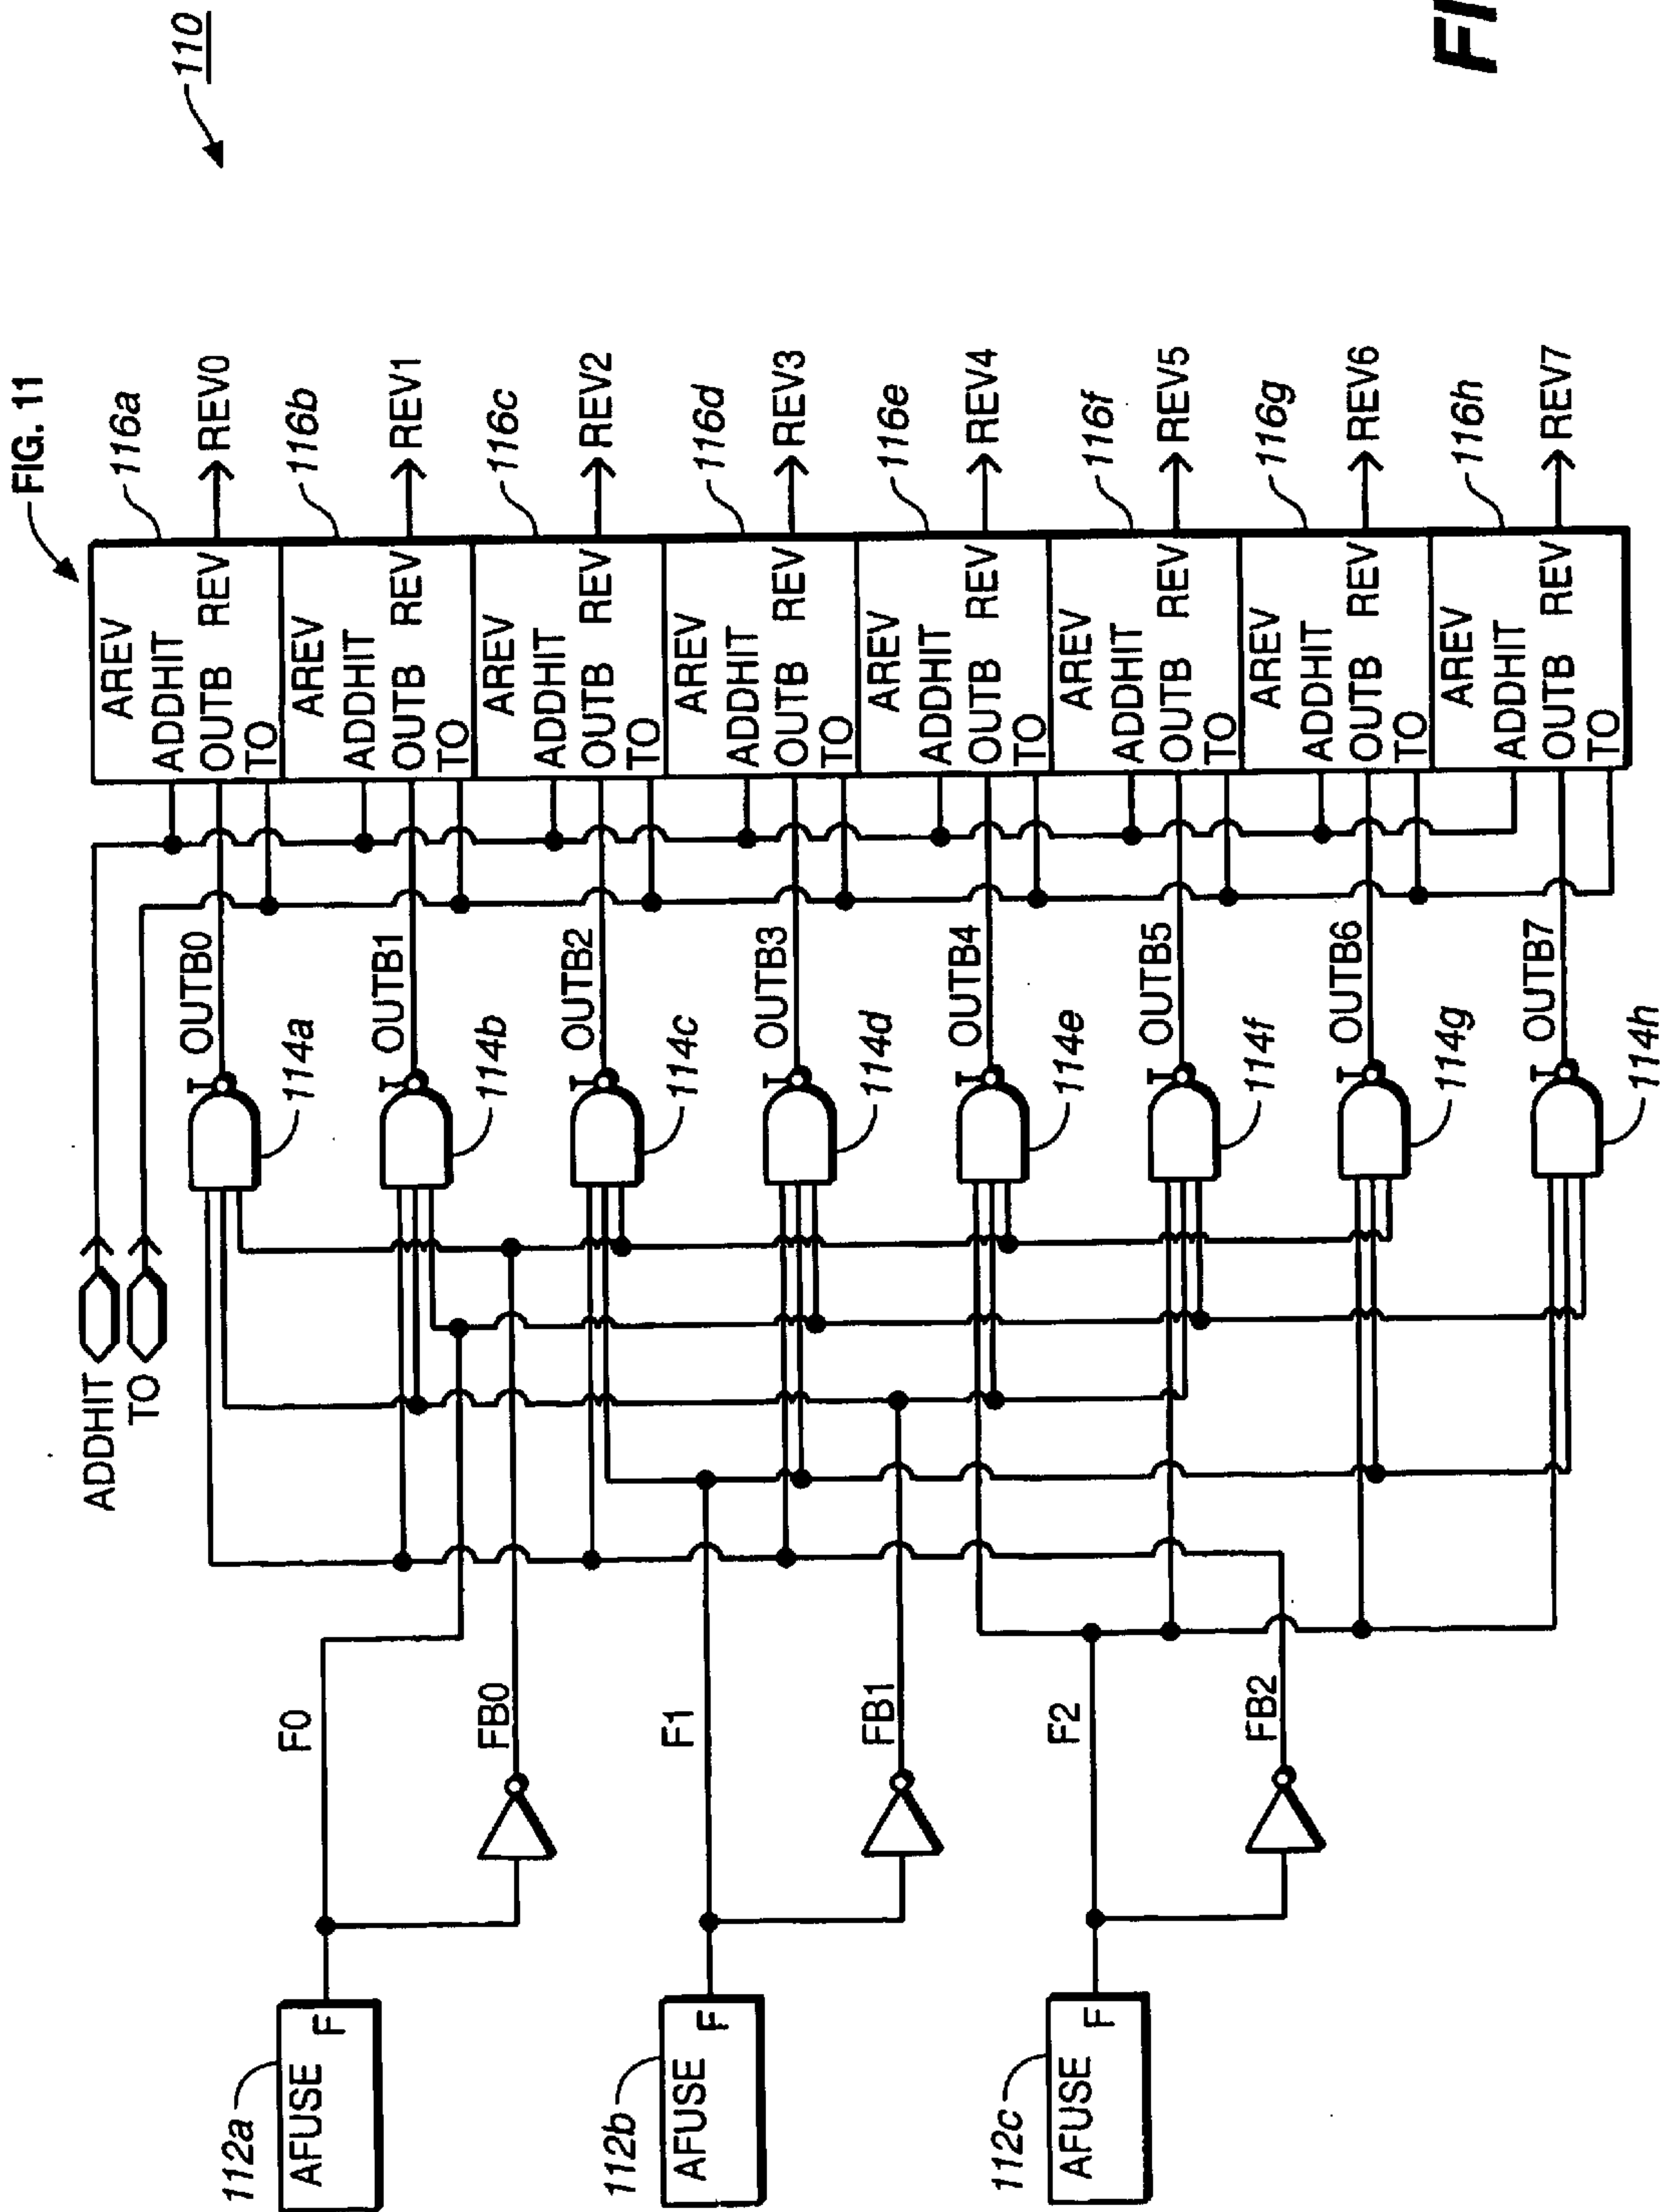 110
FIG. 11
FI
116a
AREV
ADDHIT
OUTB REV
TO
REV0
116b
AREV
ADDHIT
OUTB REV
TO
REV1
116c
AREV
ADDHIT
OUTB REV
TO
REV2
116d
AREV
ADDHIT
OUTB REV
TO
REV3
116e
AREV
ADDHIT
OUTB REV
TO
REV4
116f
AREV
ADDHIT
OUTB REV
TO
REV5
116g
AREV
ADDHIT
OUTB REV
TO
REV6
116h
AREV
ADDHIT
OUTB REV
TO
REV7
ADDHIT
TO
OUTB0
114a
OUTB1
114b
OUTB2
114c
OUTB3
114d
OUTB4
114e
OUTB5
114f
OUTB6
114g
OUTB7
114h
F0
FB0
F1
FB1
F2
FB2
112a
AFUSE
F
112b
AFUSE
F
112c
AFUSE
F